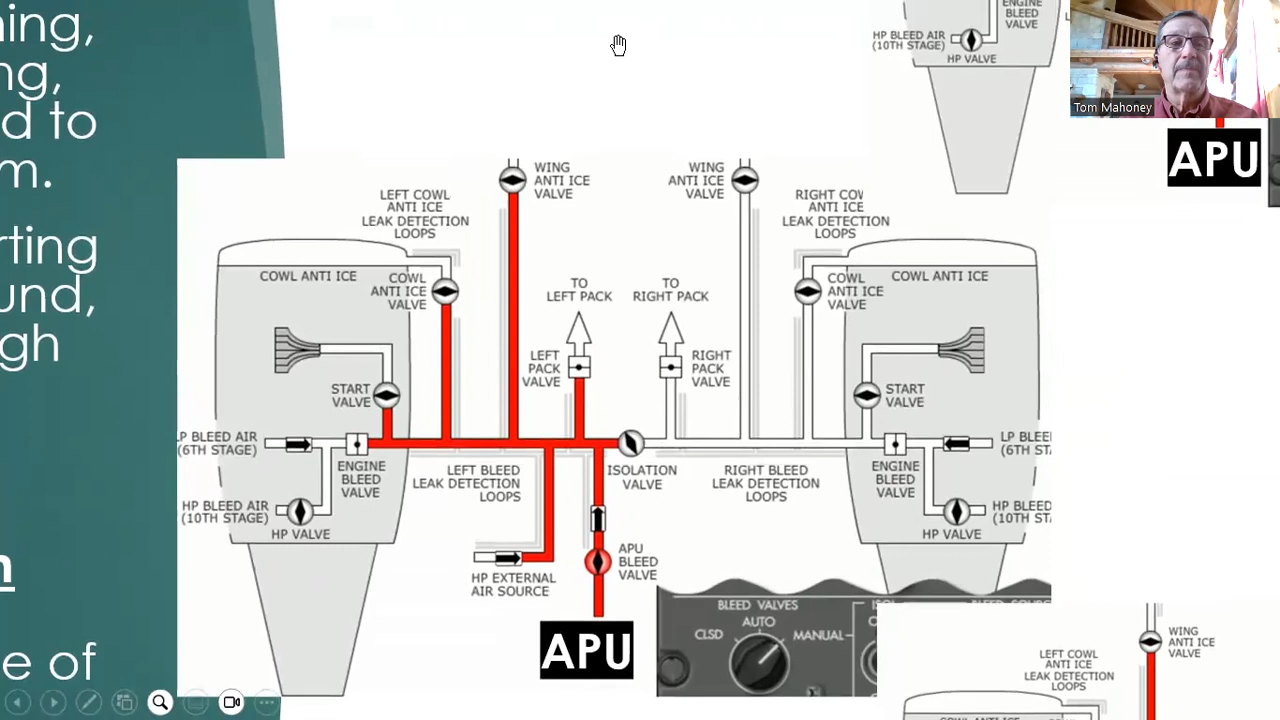 ning,
ng,
d to
m.
rting
und,
gh
n
e of
ENGINE
BLEED
VALVE
HP BLEED AIR
(10TH STAGE)
HP VALVE
Tom Mahoney
APU
WING
ANTI ICE
VALVE
WING
ANTI ICE
VALVE
LEFT COWL
ANTI ICE
LEAK DETECTION
LOOPS
RIGHT COW
ANTI ICE
LEAK DETECTION
LOOPS
COWL ANTI ICE
COWL
ANTI ICE
VALVE
TO
LEFT PACK
TO
RIGHT PACK
COWL
ANTI ICE
VALVE
COWL ANTI ICE
LEFT
PACK
VALVE
RIGHT
PACK
VALVE
START
VALVE
START
VALVE
LP BLEED AIR
(6TH STAGE)
ENGINE
BLEED
VALVE
LEFT BLEED
LEAK DETECTION
LOOPS
ISOLATION
VALVE
RIGHT BLEED
LEAK DETECTION
LOOPS
ENGINE
BLEED
VALVE
LP BLEE
(6TH STA
HP BLEED AIR
(10TH STAGE)
HP VALVE
HP BLEED
(10TH STA
HP VALVE
HP EXTERNAL
AIR SOURCE
APU
BLEED
VALVE
APU
BLEED VALVES
CLSD
AUTO
MANUAL
WING
ANTI ICE
VALVE
LEFT COWL
ANTI ICE
LEAK DETECTION
LOOPS
COWL ANTI ICE